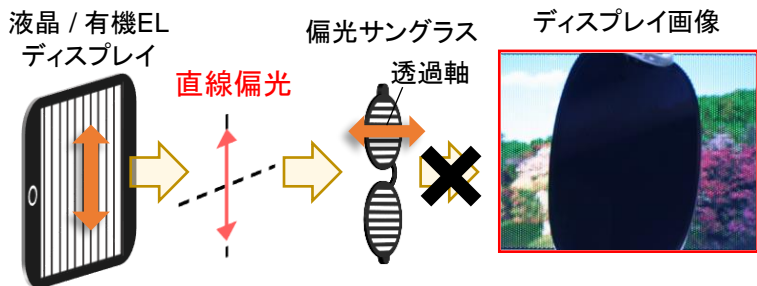 液晶 / 有機EL
ディスプレイ
直線偏光
偏光サングラス
透過軸
ディスプレイ画像